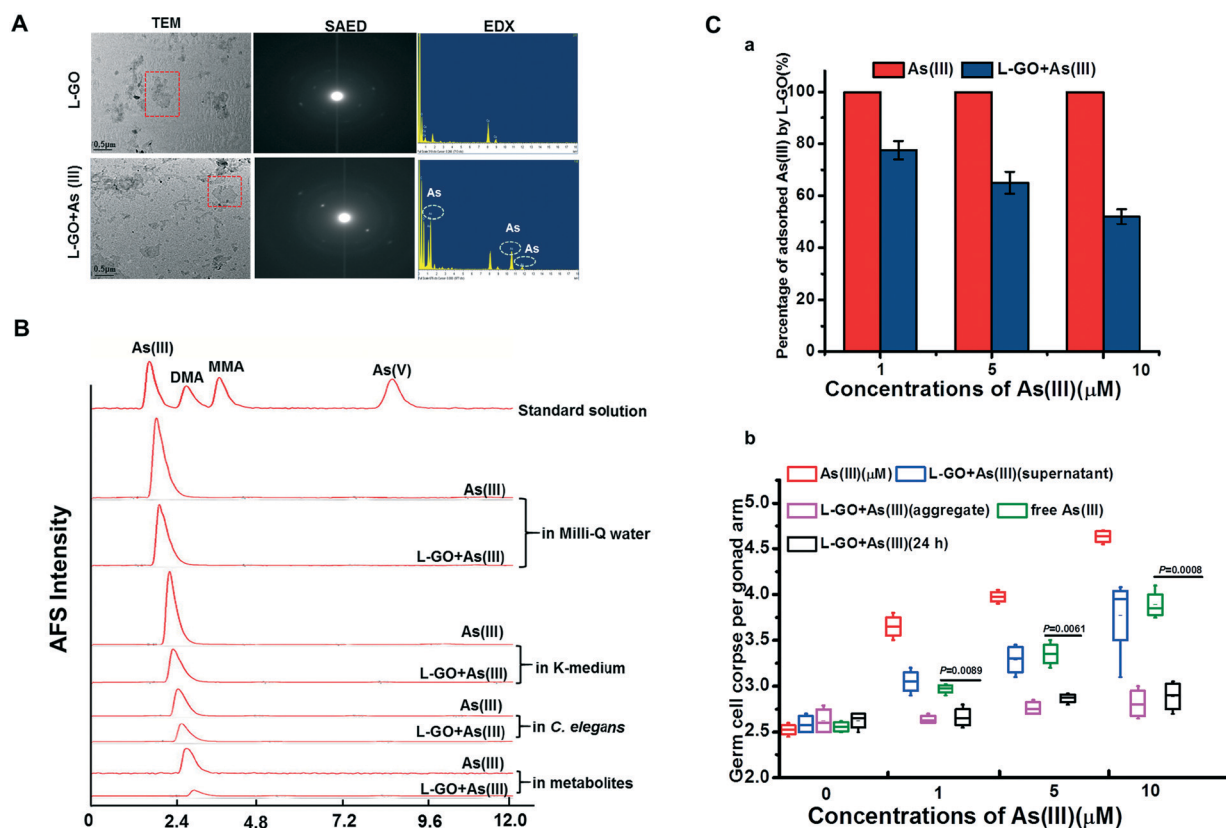 A
TEM
SAED
EDX
L-GO
0.5μm
L-GO+As (III)
0.5μm
As
As
As
B
As(III)
DMA
MMA
As(V)
Standard solution
As(III)
in Milli-Q water
L-GO+As(III)
As(III)
in K-medium
L-GO+As(III)
As(III)
in C. elegans
L-GO+As(III)
As(III)
in metabolites
L-GO+As(III)
AFS Intensity
0 2.4 4.8 7.2 9.6 12.0
C
a
As(III) L-GO+As(III)
Percentage of adsorbed As(III) by L-GO(%)
100
80
60
40
20
0
1 5 10
Concentrations of As(III)(μM)
b
As(III)(μM) L-GO+As(III)(supernatant)
L-GO+As(III)(aggregate) free As(III)
L-GO+As(III)(24 h)
Germ cell corpse per gonad arm
5.0
4.5
4.0
3.5
3.0
2.5
2.0
P=0.0089
P=0.0061
P=0.0008
0 1 5 10
Concentrations of As(III)(μM)